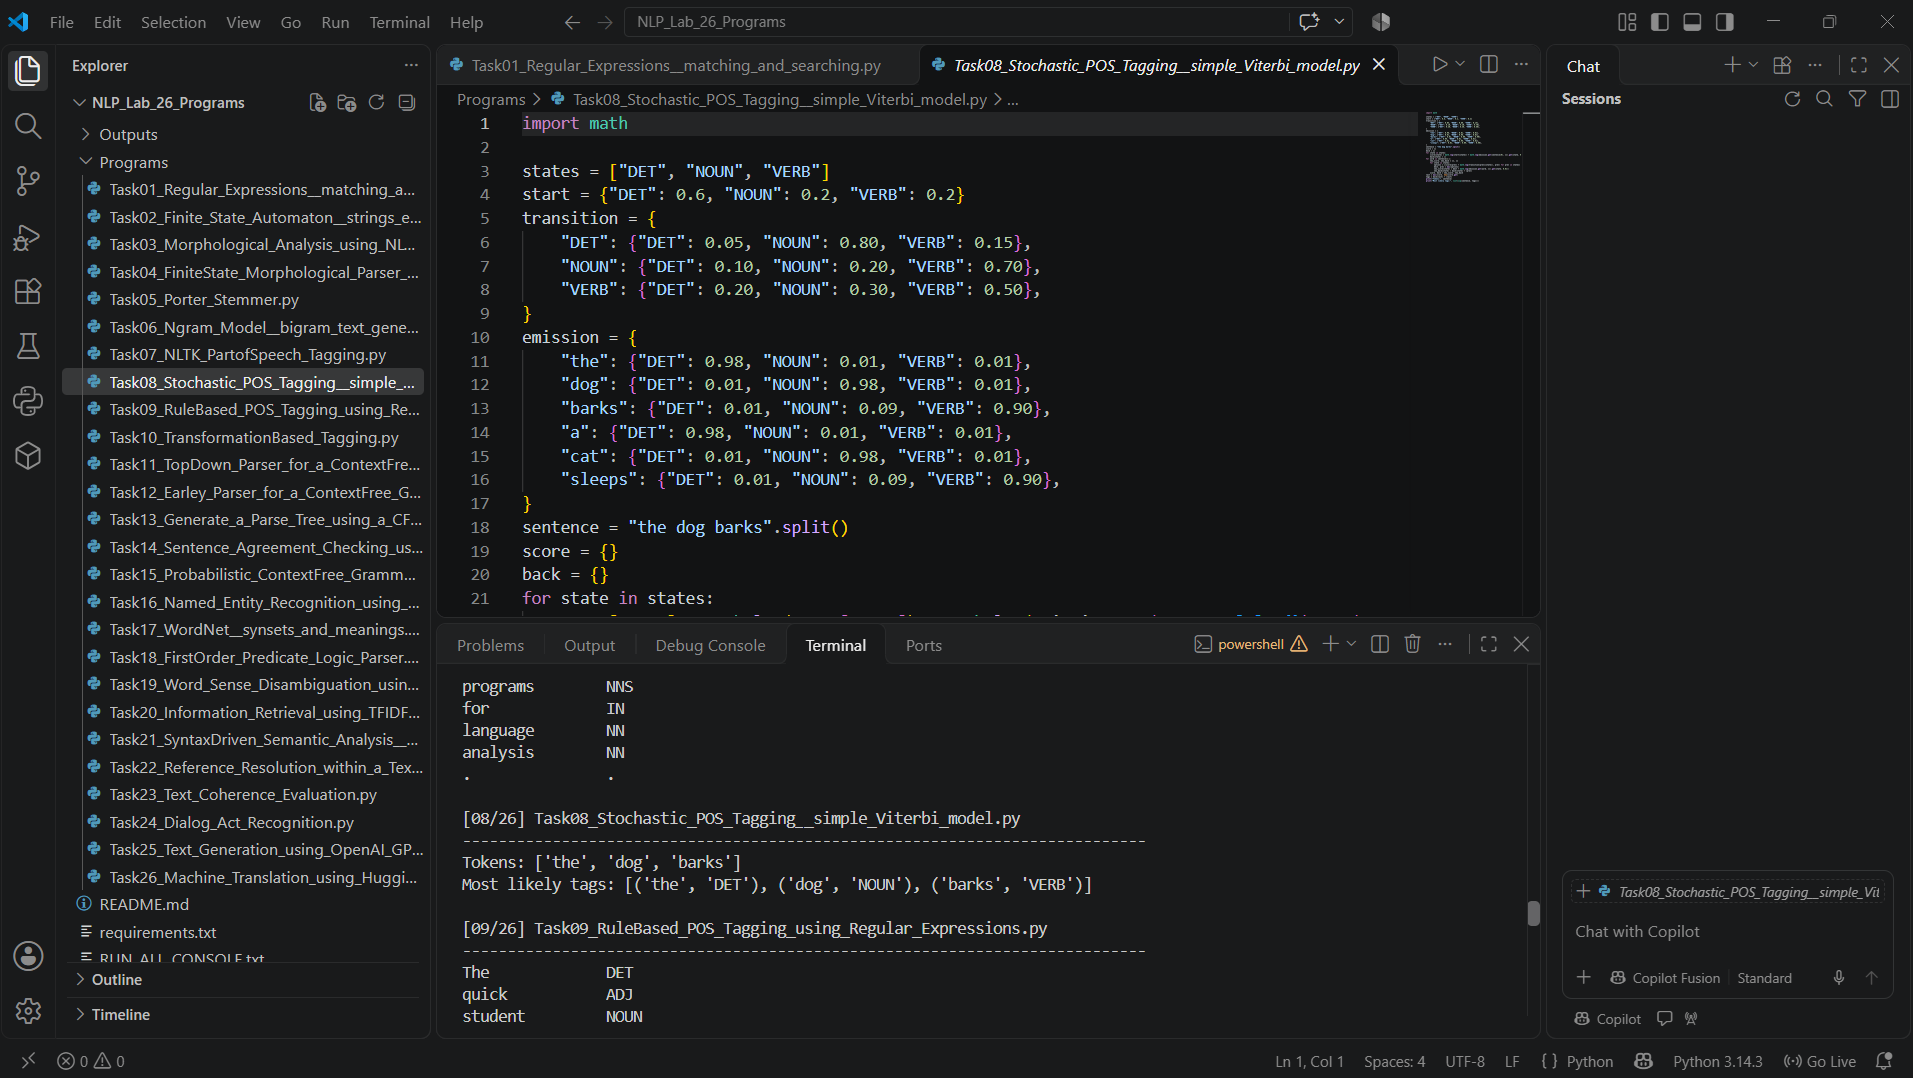 File Edit Selection View Go Run Terminal Help
NLP_Lab_26_Programs
Explorer
NLP_Lab_26_Programs
Outputs
Programs
Task01_Regular_Expressions__matching_a...
Task02_Finite_State_Automaton__strings_e...
Task03_Morphological_Analysis_using_NL...
Task04_FiniteState_Morphological_Parser_...
Task05_Porter_Stemmer.py
Task06_Ngram_Model__bigram_text_gene...
Task07_NLTK_PartofSpeech_Tagging.py
Task08_Stochastic_POS_Tagging__simple_...
Task09_RuleBased_POS_Tagging_using_Re...
Task10_TransformationBased_Tagging.py
Task11_TopDown_Parser_for_a_ContextFre...
Task12_Earley_Parser_for_a_ContextFree_G...
Task13_Generate_a_Parse_Tree_using_a_CF...
Task14_Sentence_Agreement_Checking_us...
Task15_Probabilistic_ContextFree_Gramm...
Task16_Named_Entity_Recognition_using_...
Task17_WordNet__synsets_and_meanings....
Task18_FirstOrder_Predicate_Logic_Parser....
Task19_Word_Sense_Disambiguation_usin...
Task20_Information_Retrieval_using_TFIDF...
Task21_SyntaxDriven_Semantic_Analysis__...
Task22_Reference_Resolution_within_a_Tex...
Task23_Text_Coherence_Evaluation.py
Task24_Dialog_Act_Recognition.py
Task25_Text_Generation_using_OpenAI_GP...
Task26_Machine_Translation_using_Huggi...
README.md
requirements.txt
RUN_ALL_CONSOLE.txt
Outline
Timeline
Task01_Regular_Expressions__matching_and_searching.py
Task08_Stochastic_POS_Tagging__simple_Viterbi_model.py
Programs > Task08_Stochastic_POS_Tagging__simple_Viterbi_model.py > ...
1 import math
2
3 states = ["DET", "NOUN", "VERB"]
4 start = {"DET": 0.6, "NOUN": 0.2, "VERB": 0.2}
5 transition = {
6 "DET": {"DET": 0.05, "NOUN": 0.80, "VERB": 0.15},
7 "NOUN": {"DET": 0.10, "NOUN": 0.20, "VERB": 0.70},
8 "VERB": {"DET": 0.20, "NOUN": 0.30, "VERB": 0.50},
9 }
10 emission = {
11 "the": {"DET": 0.98, "NOUN": 0.01, "VERB": 0.01},
12 "dog": {"DET": 0.01, "NOUN": 0.98, "VERB": 0.01},
13 "barks": {"DET": 0.01, "NOUN": 0.09, "VERB": 0.90},
14 "a": {"DET": 0.98, "NOUN": 0.01, "VERB": 0.01},
15 "cat": {"DET": 0.01, "NOUN": 0.98, "VERB": 0.01},
16 "sleeps": {"DET": 0.01, "NOUN": 0.09, "VERB": 0.90},
17 }
18 sentence = "the dog barks".split()
19 score = {}
20 back = {}
21 for state in states:
Problems Output Debug Console Terminal Ports
powershell
programs NNS
for IN
language NN
analysis NN
. .
[08/26] Task08_Stochastic_POS_Tagging__simple_Viterbi_model.py
----------------------------------------------------------------------------
Tokens: ['the', 'dog', 'barks']
Most likely tags: [('the', 'DET'), ('dog', 'NOUN'), ('barks', 'VERB')]
[09/26] Task09_RuleBased_POS_Tagging_using_Regular_Expressions.py
----------------------------------------------------------------------------
The DET
quick ADJ
student NOUN
Chat
Sessions
Task08_Stochastic_POS_Tagging__simple_Vit
Chat with Copilot
Copilot Fusion Standard
Copilot
0 0
Ln 1, Col 1 Spaces: 4 UTF-8 LF {} Python Python 3.14.3 Go Live